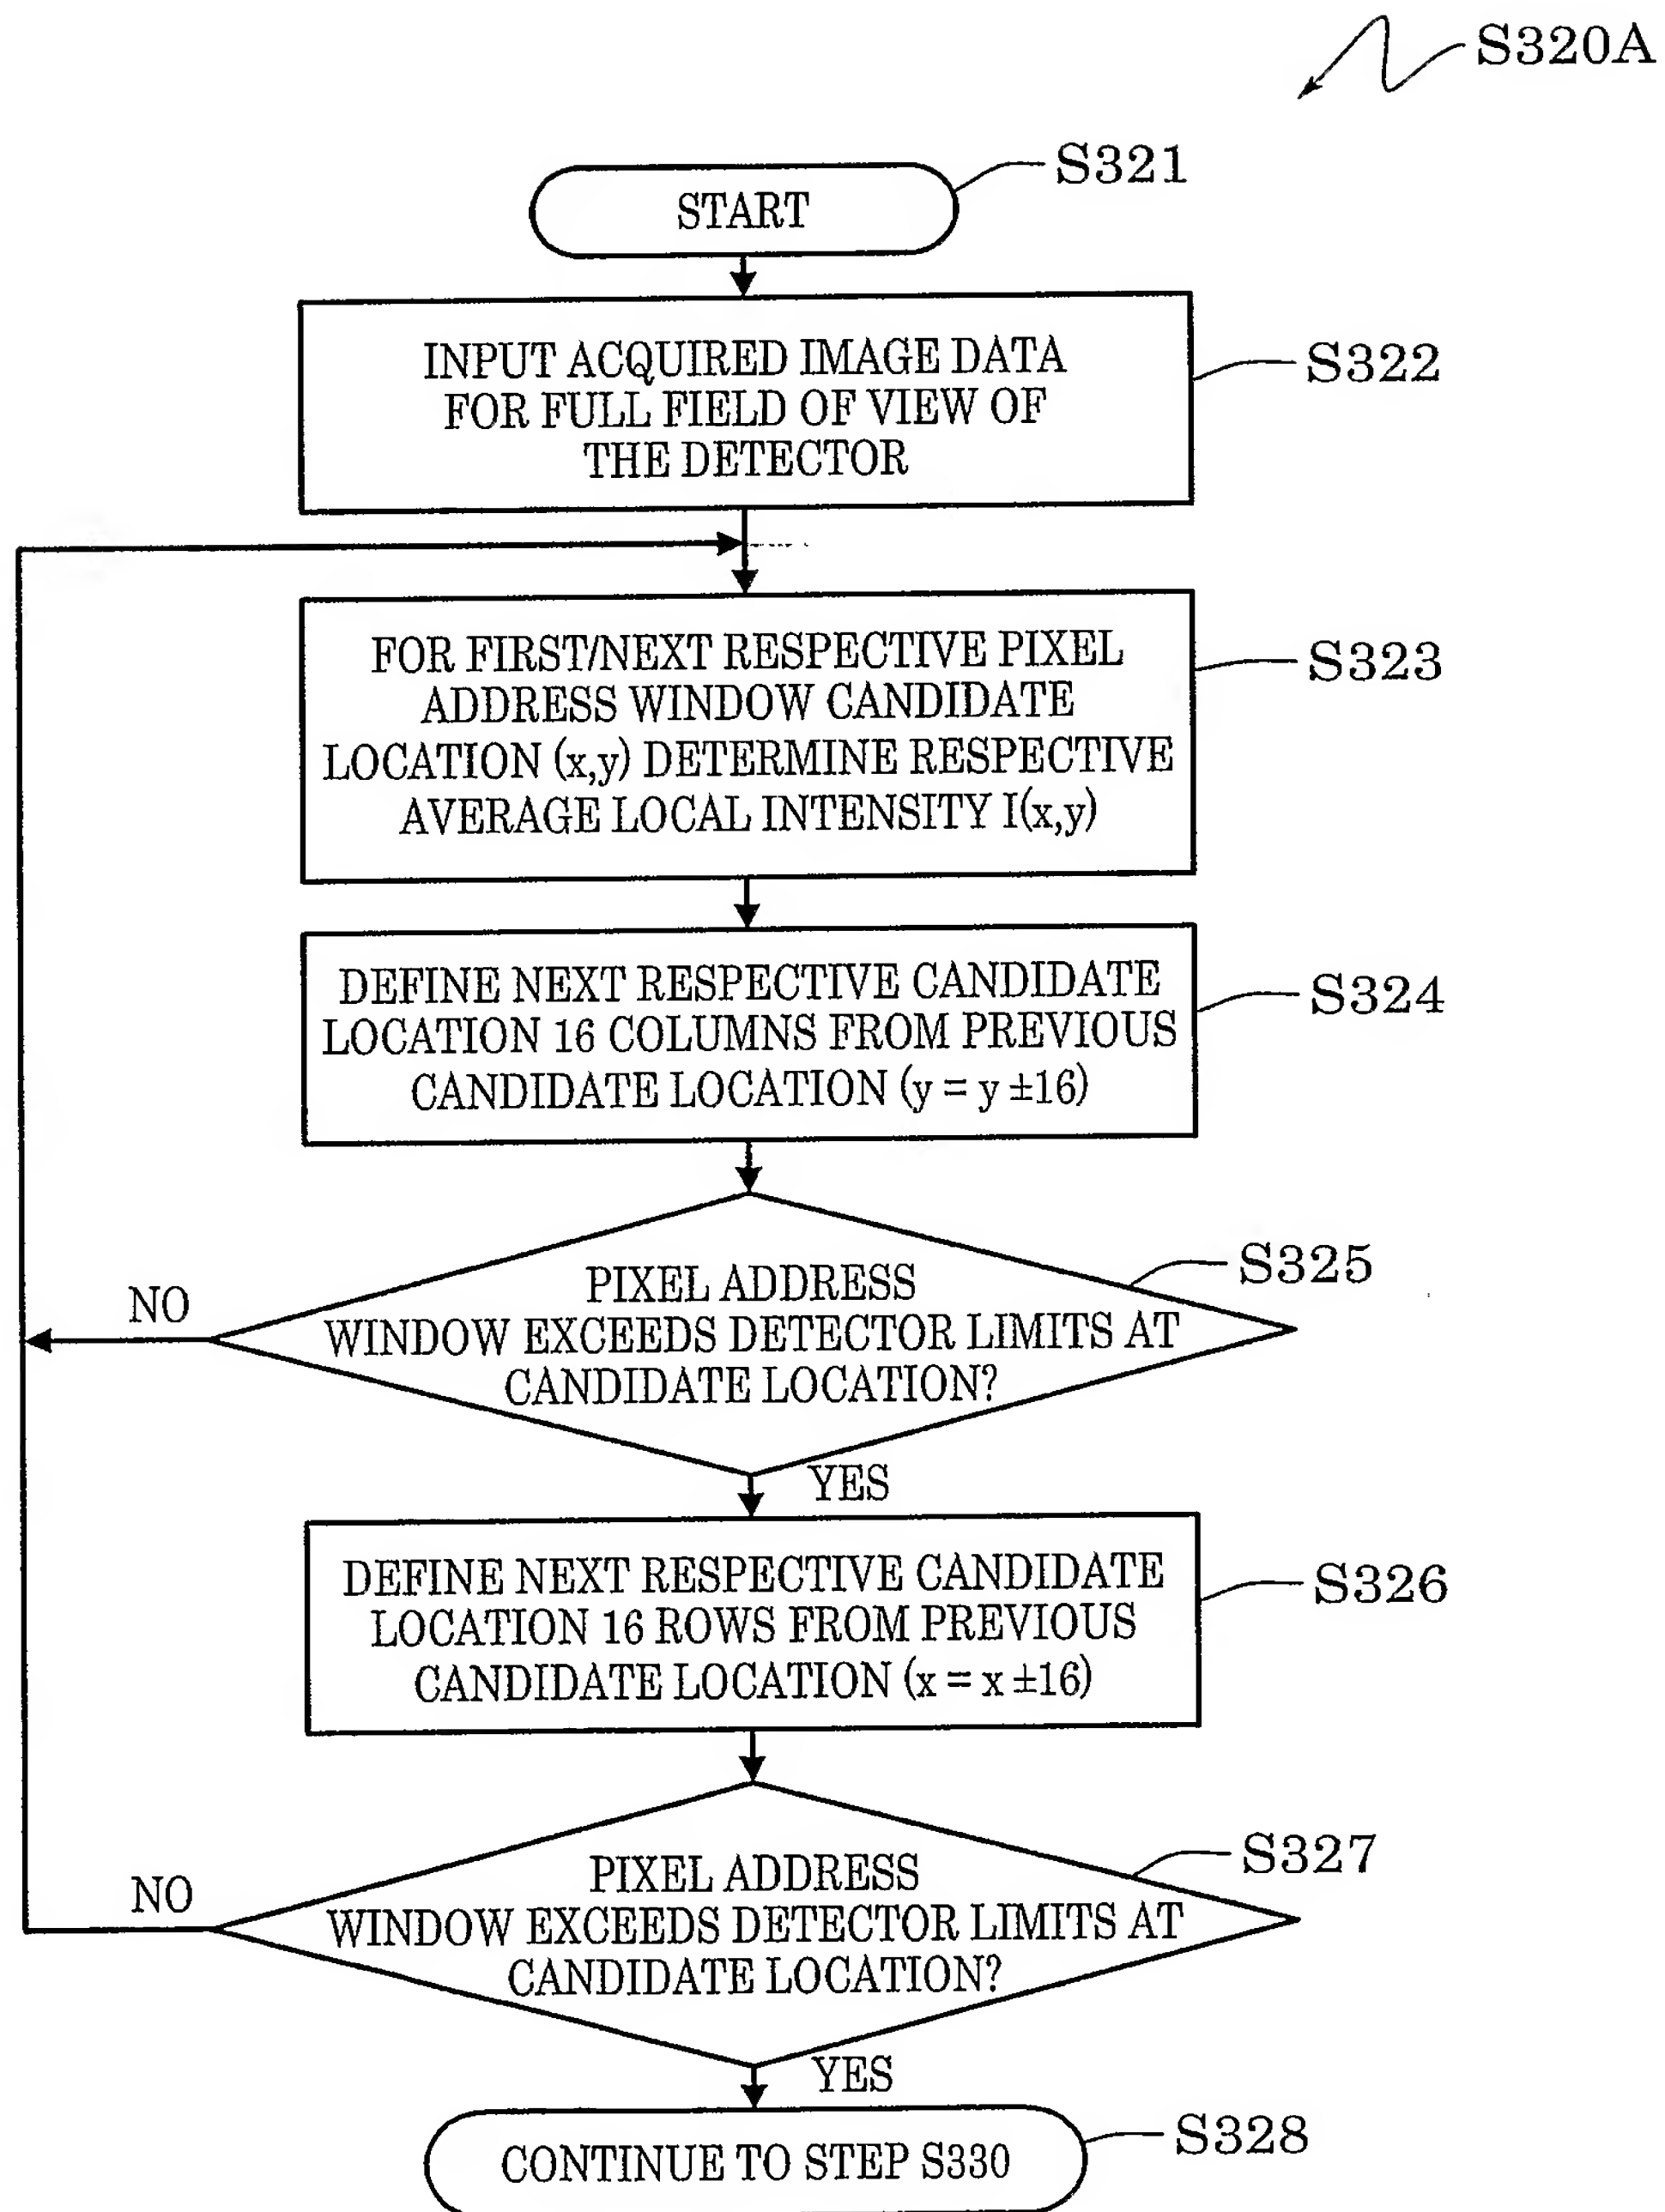 S320A
S321
START
INPUT ACQUIRED IMAGE DATA
FOR FULL FIELD OF VIEW OF
THE DETECTOR
S322
FOR FIRST/NEXT RESPECTIVE PIXEL
ADDRESS WINDOW CANDIDATE
LOCATION (x,y) DETERMINE RESPECTIVE
AVERAGE LOCAL INTENSITY I(x,y)
S323
DEFINE NEXT RESPECTIVE CANDIDATE
LOCATION 16 COLUMNS FROM PREVIOUS
CANDIDATE LOCATION (y = y ±16)
S324
PIXEL ADDRESS
WINDOW EXCEEDS DETECTOR LIMITS AT
CANDIDATE LOCATION?
S325
NO
YES
DEFINE NEXT RESPECTIVE CANDIDATE
LOCATION 16 ROWS FROM PREVIOUS
CANDIDATE LOCATION (x = x ±16)
S326
PIXEL ADDRESS
WINDOW EXCEEDS DETECTOR LIMITS AT
CANDIDATE LOCATION?
S327
NO
YES
CONTINUE TO STEP S330
S328